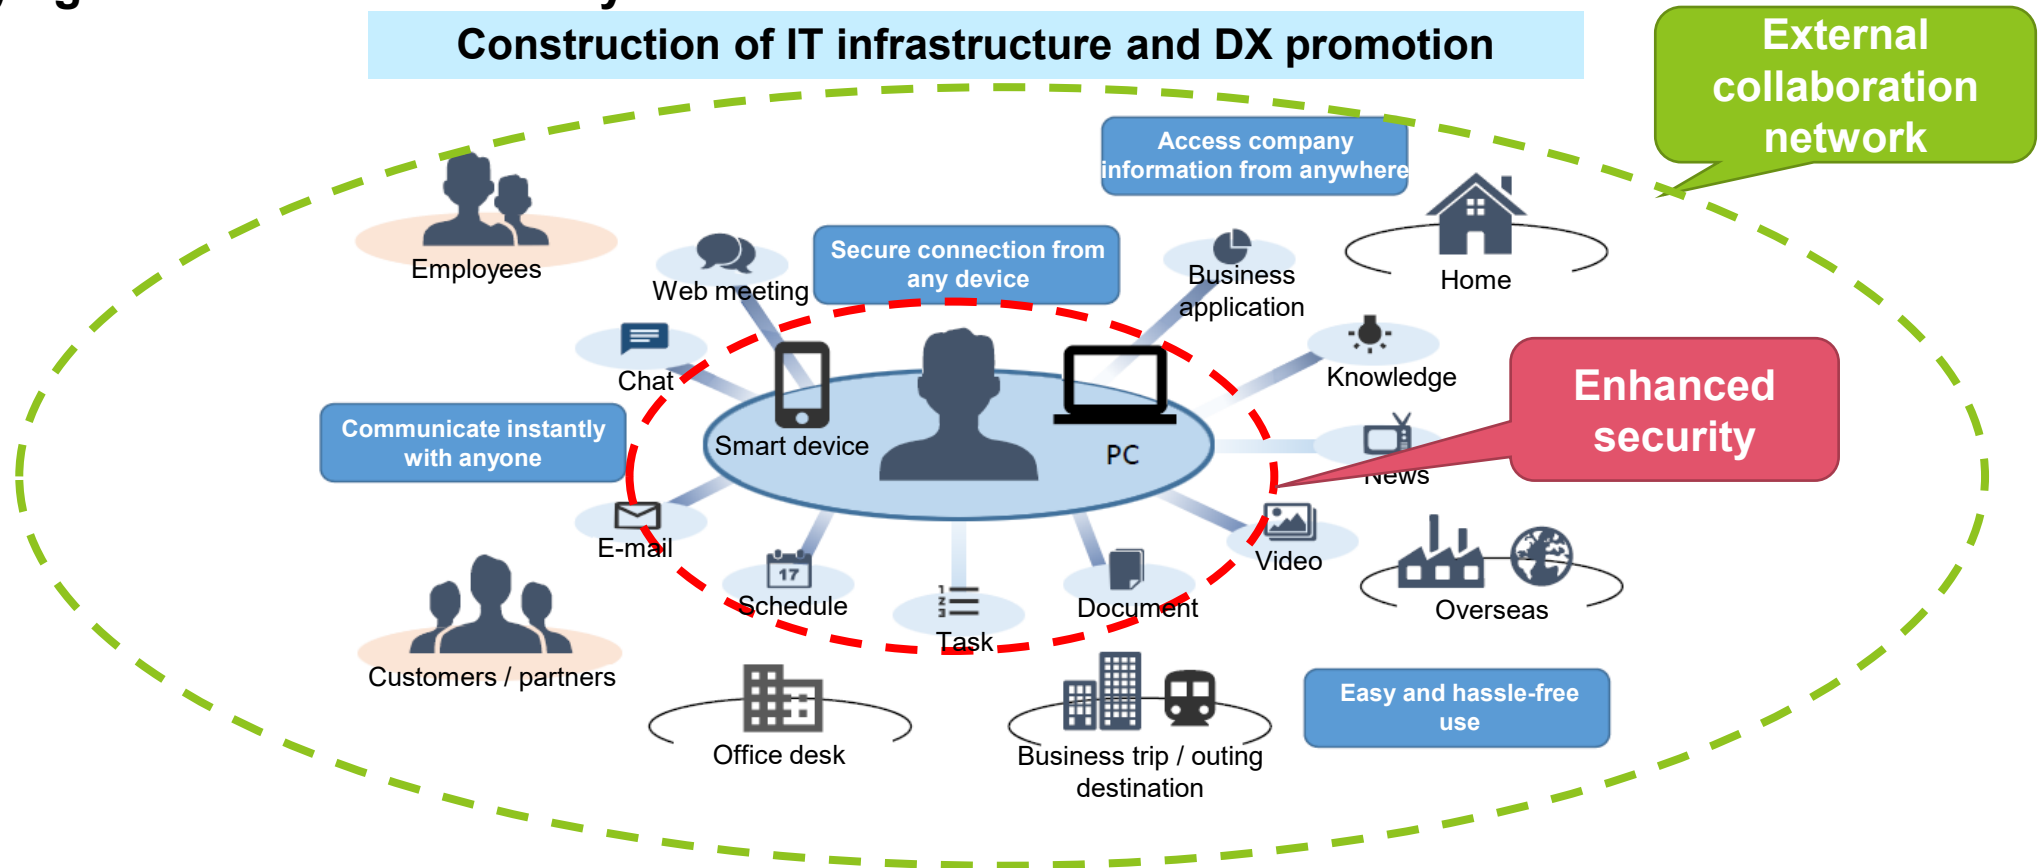 Construction of IT infrastructure and DX promotion
External
collaboration
network
Access company
information from anywhere
Secure connection from
any device
Employees
Web meeting
Business
application
Home
Chat
Knowledge
Enhanced
security
Communicate instantly
with anyone
Smart device
PC
News
E-mail
Video
17
Schedule
Task
Document
Overseas
Customers / partners
Easy and hassle-free
use
Office desk
Business trip / outing
destination